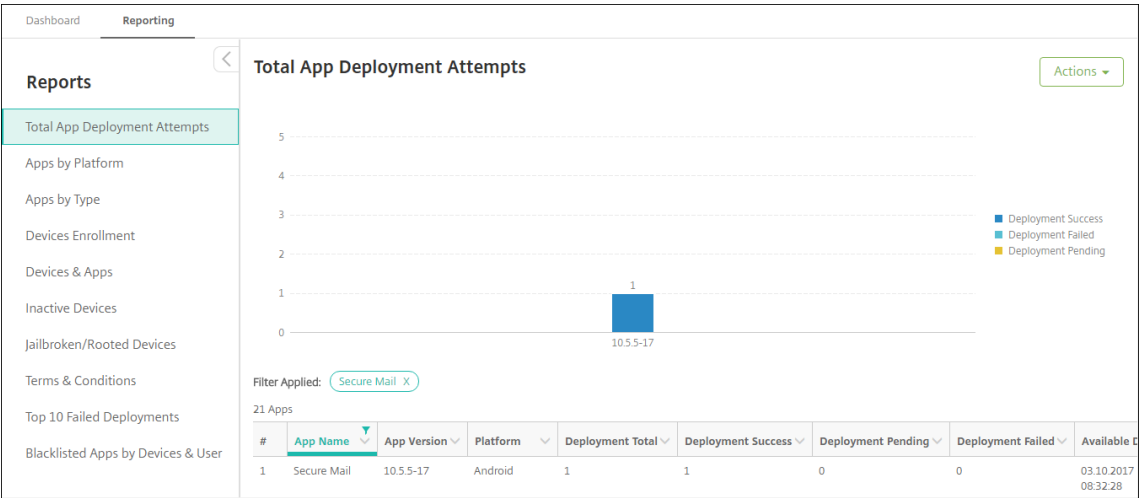 Dashboard Reporting
Reports
Total App Deployment Attempts
Apps by Platform
Apps by Type
Devices Enrollment
Devices & Apps
Inactive Devices
Jailbroken/Rooted Devices
Terms & Conditions
Top 10 Failed Deployments
Blacklisted Apps by Devices & User
Total App Deployment Attempts
Actions
5
4
3
2
1
0
1
10.5.5-17
Deployment Success
Deployment Failed
Deployment Pending
Filter Applied: Secure Mail X
21 Apps
# App Name App Version Platform Deployment Total Deployment Success Deployment Pending Deployment Failed Available D
1 Secure Mail 10.5.5-17 Android 1 1 0 0 03.10.2017
08:32:28